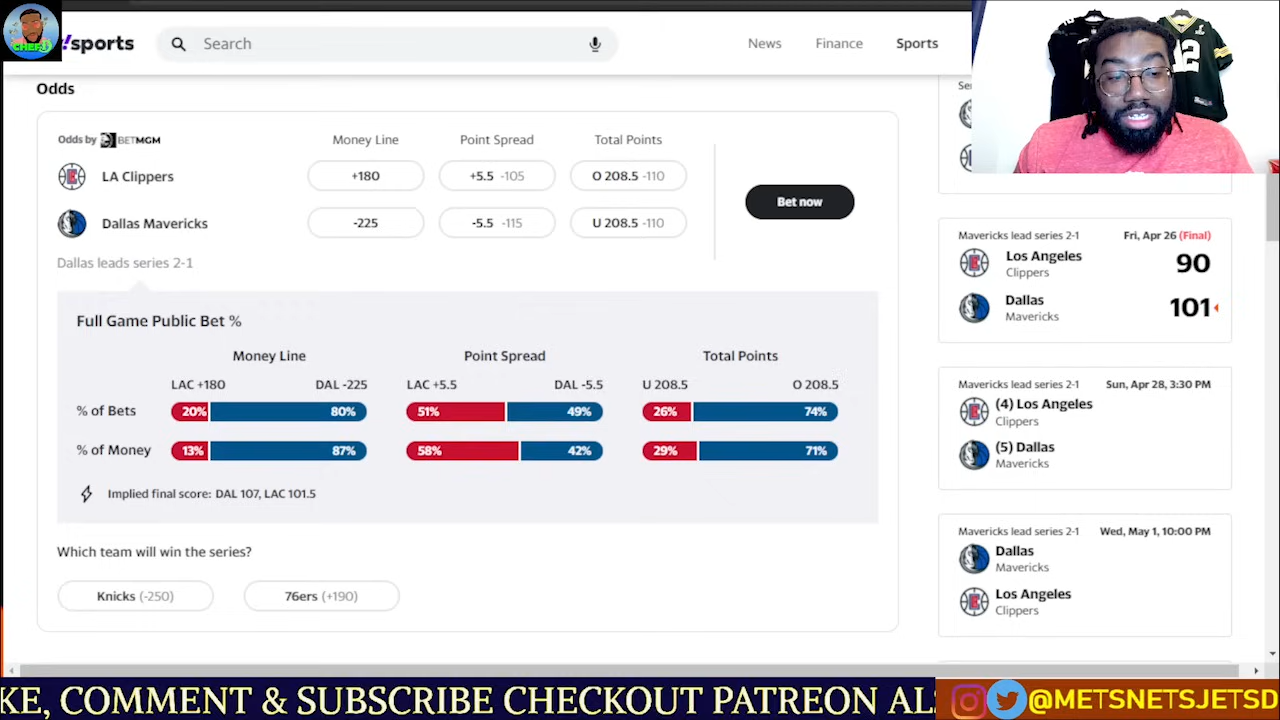 CHEF
!sports
Search
News
Finance
Sports
Odds
Odds by BETMGM
Money Line
Point Spread
Total Points
LA Clippers
+180
+5.5 -105
O 208.5 -110
Dallas Mavericks
-225
-5.5 -115
U 208.5 -110
Bet now
Dallas leads series 2-1
Full Game Public Bet %
Money Line
Point Spread
Total Points
LAC +180
DAL -225
LAC +5.5
DAL -5.5
U 208.5
O 208.5
% of Bets
20%
80%
51%
49%
26%
74%
% of Money
13%
87%
58%
42%
29%
71%
Implied final score: DAL 107, LAC 101.5
Which team will win the series?
Knicks (-250)
76ers (+190)
Mavericks lead series 2-1
Fri, Apr 26 (Final)
Los Angeles
Clippers
90
Dallas
Mavericks
101
Mavericks lead series 2-1
Sun, Apr 28, 3:30 PM
(4) Los Angeles
Clippers
(5) Dallas
Mavericks
Mavericks lead series 2-1
Wed, May 1, 10:00 PM
Dallas
Mavericks
Los Angeles
Clippers
KE, COMMENT & SUBSCRIBE CHECKOUT PATREON AL
@METSNETSJETSD